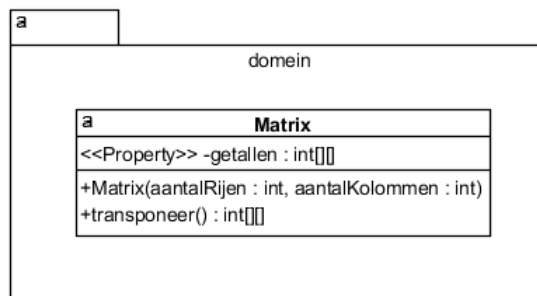 a
domein
a
Matrix
<<Property>> -getallen : int[][]
+Matrix(aantalRijen : int, aantalKolommen : int)
+transponeer() : int[][]